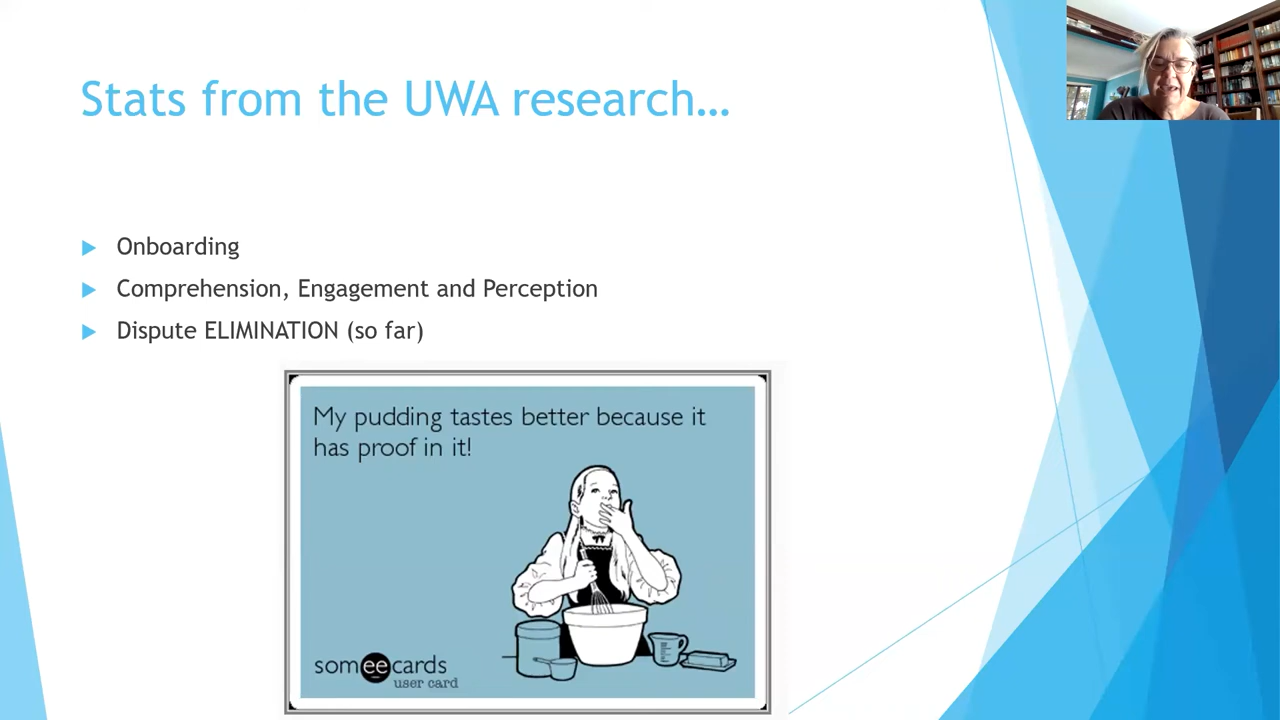 Stats from the UWA research…
Onboarding
Comprehension, Engagement and Perception
Dispute ELIMINATION (so far)
My pudding tastes better because it
has proof in it!
someecards
user card